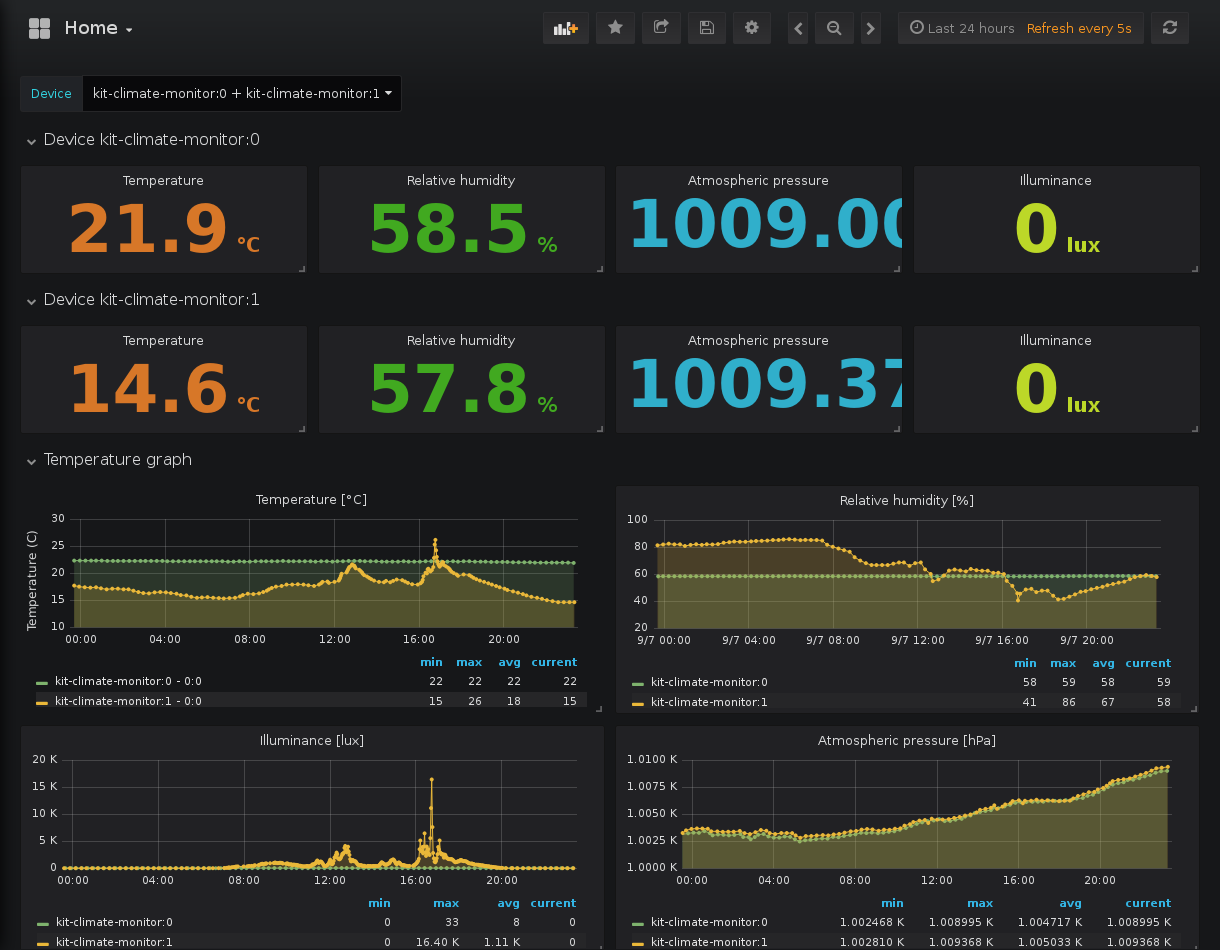 Home
Last 24 hours Refresh every 5s
Device kit-climate-monitor:0 + kit-climate-monitor:1
Device kit-climate-monitor:0
Temperature Relative humidity Atmospheric pressure Illuminance
21.9 °C 58.5 % 1009.00 0 lux
Device kit-climate-monitor:1
Temperature Relative humidity Atmospheric pressure Illuminance
14.6 °C 57.8 % 1009.37 0 lux
Temperature graph
Temperature [°C]
Temperature (C)
30
25
20
15
10
00:00 04:00 08:00 12:00 16:00 20:00
min max avg current
kit-climate-monitor:0 - 0:0 22 22 22 22
kit-climate-monitor:1 - 0:0 15 26 18 15
Relative humidity [%]
100
80
60
40
20
9/7 00:00 9/7 04:00 9/7 08:00 9/7 12:00 9/7 16:00 9/7 20:00
min max avg current
kit-climate-monitor:0 58 59 58 59
kit-climate-monitor:1 41 86 67 58
Illuminance [lux]
20 K
15 K
10 K
5 K
0
00:00 04:00 08:00 12:00 16:00 20:00
min max avg current
kit-climate-monitor:0 0 33 8 0
kit-climate-monitor:1 0 16.40 K 1.11 K 0
Atmospheric pressure [hPa]
1.0100 K
1.0075 K
1.0050 K
1.0025 K
1.0000 K
00:00 04:00 08:00 12:00 16:00 20:00
min max avg current
kit-climate-monitor:0 1.002468 K 1.008995 K 1.004717 K 1.008995 K
kit-climate-monitor:1 1.002810 K 1.009368 K 1.005033 K 1.009368 K